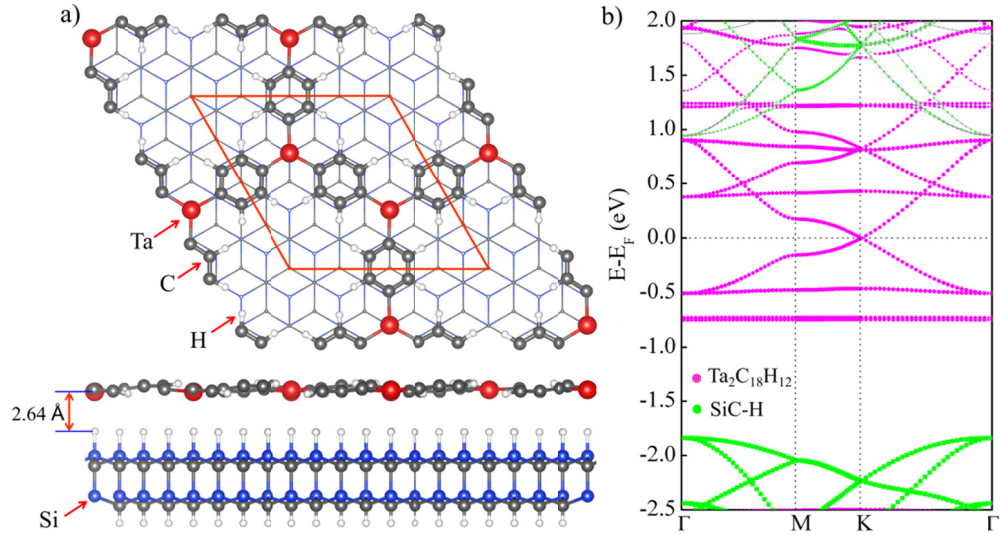 a)
Ta
C
H
2.64 Å
Si
b)
E-E_F (eV)
2.0
1.5
1.0
0.5
0.0
-0.5
-1.0
-1.5
-2.0
-2.5
Ta₂C₁₈H₁₂
SiC-H
Γ M K Γ